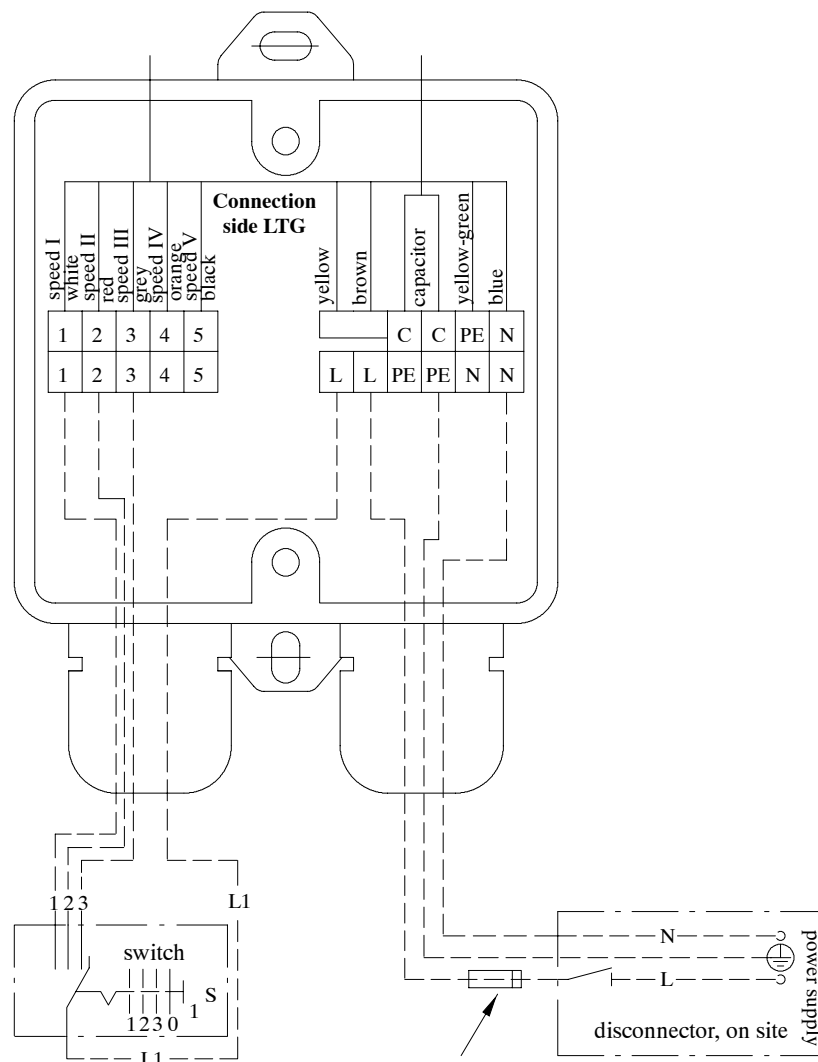 Connection
side LTG
speed I
white
speed II
red
speed III
grey
speed IV
orange
speed V
black
yellow
brown
capacitor
yellow-green
blue
1 2 3 4 5
C C PE N
1 2 3 4 5
L L PE PE N N
1 2 3
L1
switch
S
1
1 2 3 0
L1
N
L
power supply
disconnector, on site